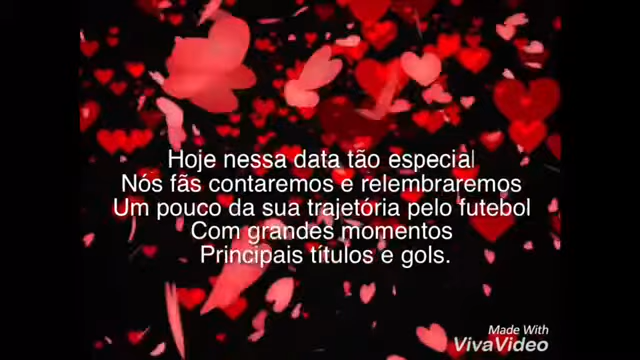 Hoje nessa data tão especial
Nós fãs contaremos e relembraremos
Um pouco da sua trajetória pelo futebol
Com grandes momentos
Principais títulos e gols.
Made With
VivaVideo